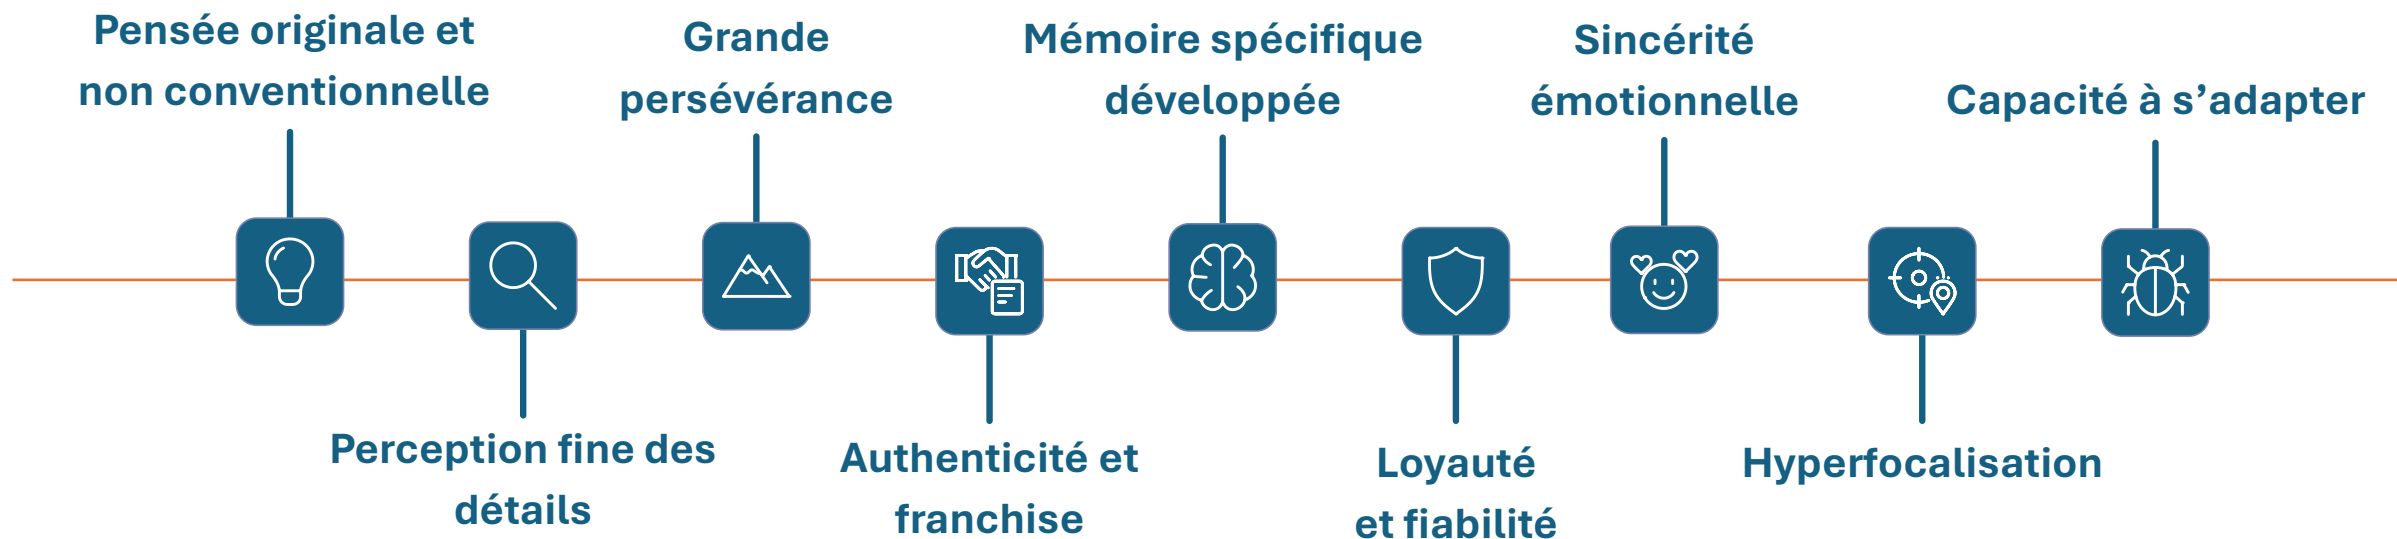 Pensée originale et
non conventionnelle
Perception fine des
détails
Grande
persévérance
Authenticité et
franchise
Mémoire spécifique
développée
Loyauté
et fiabilité
Sincérité
émotionnelle
Hyperfocalisation
Capacité à s’adapter